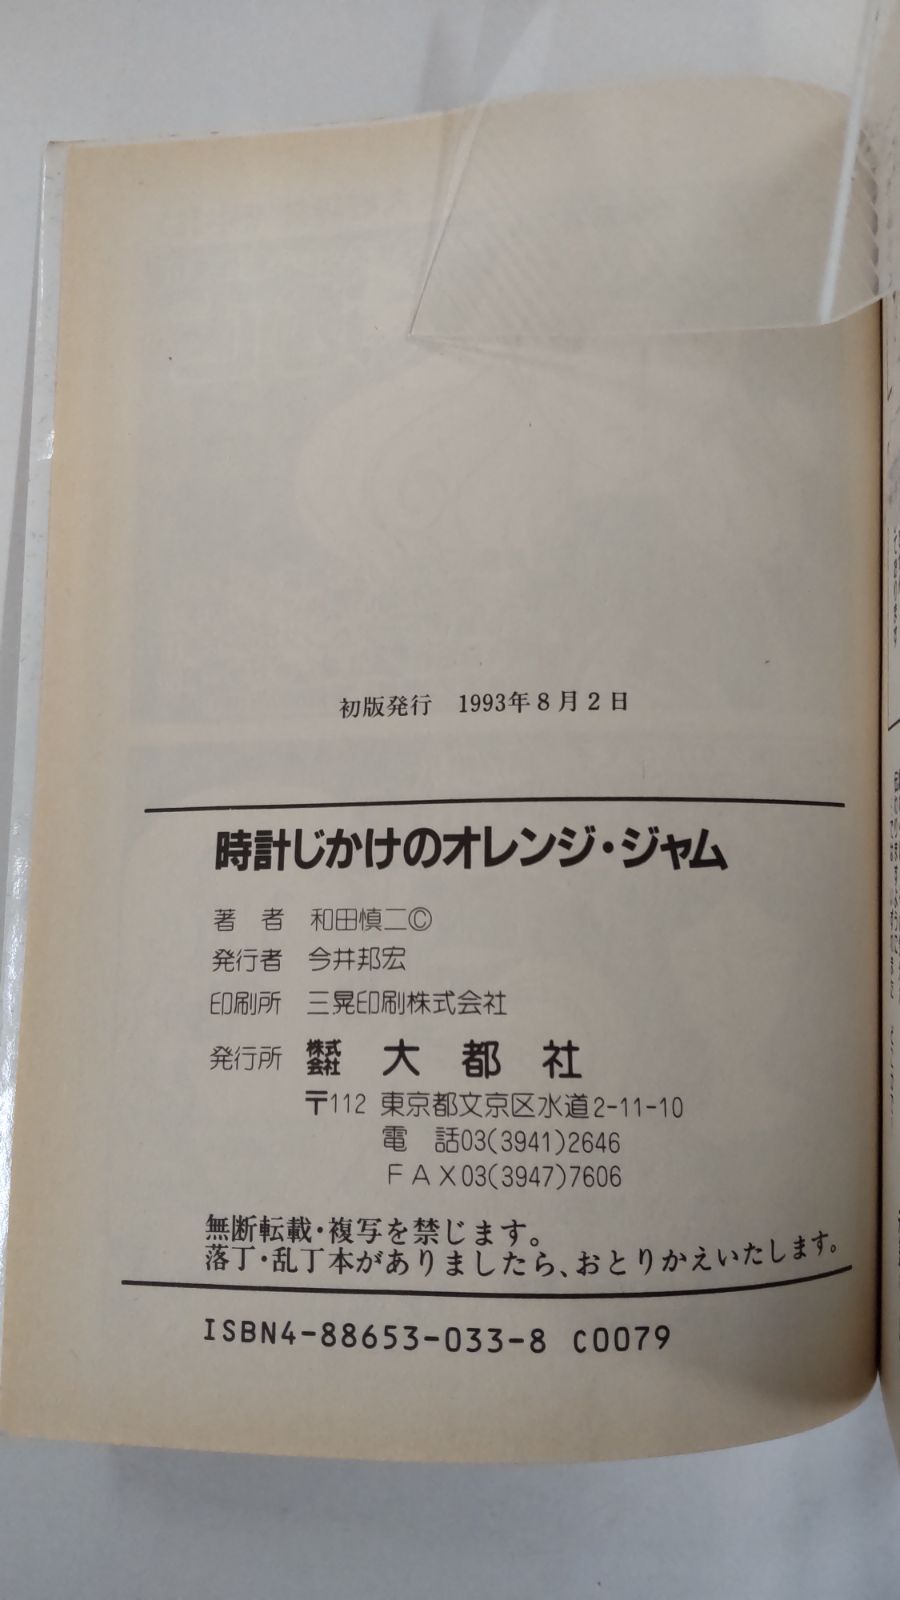 初版発行　1993年8月2日
時計じかけのオレンジ・ジャム
著　者　和田慎二©
発行者　今井邦宏
印刷所　三晃印刷株式会社
発行所　株式会社　大都社
〒112 東京都文京区水道2-11-10
電　話03(3941)2646
ＦＡＸ03(3947)7606
無断転載・複写を禁じます。
落丁・乱丁本がありましたら、おとりかえいたします。
ISBN4-88653-033-8 C0079